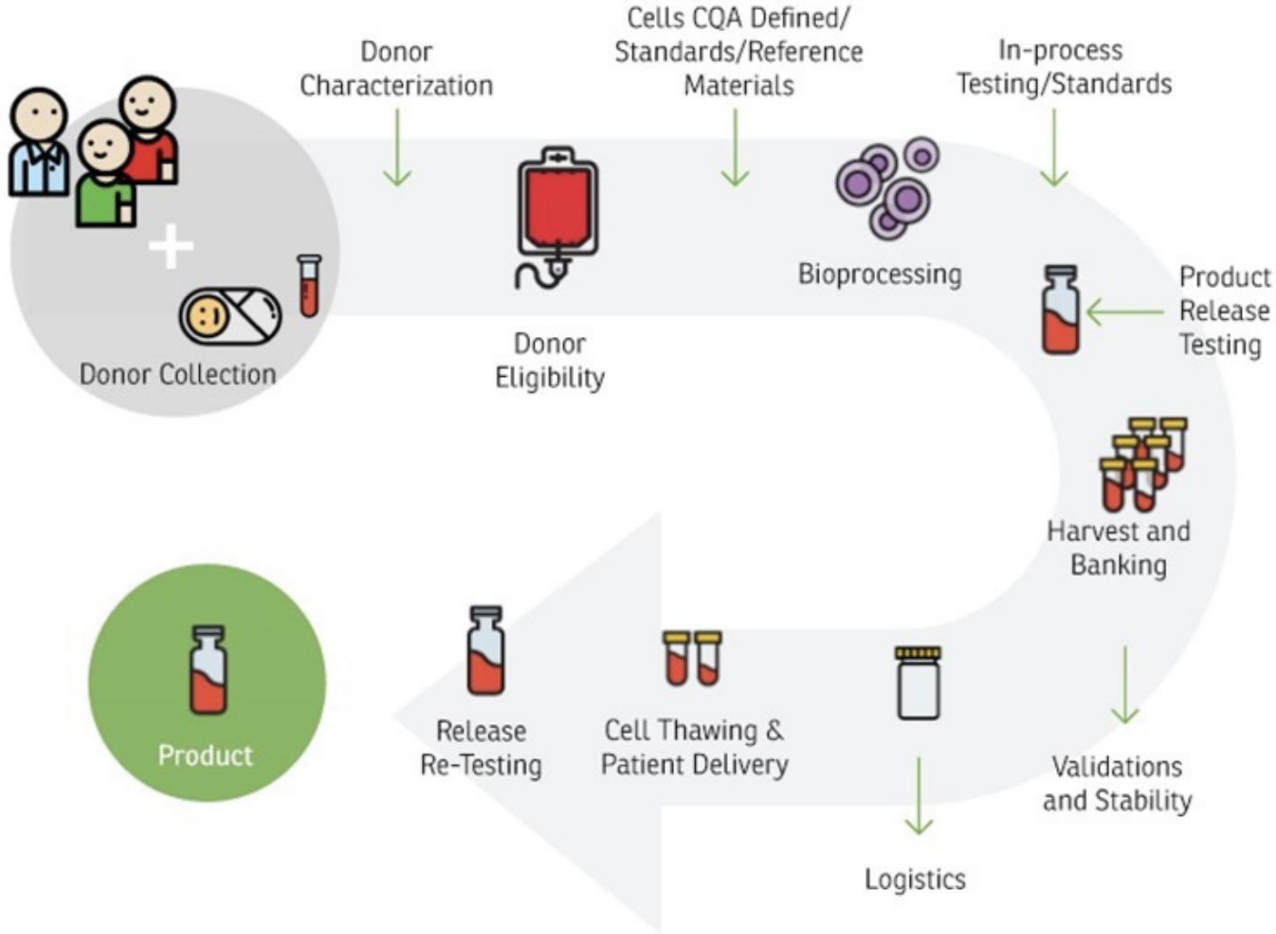 Donor
Characterization
Cells CQA Defined/
Standards/Reference
Materials
In-process
Testing/Standards
Donor Collection
Donor
Eligibility
Bioprocessing
Product
Release
Testing
Harvest and
Banking
Validations
and Stability
Logistics
Cell Thawing &
Patient Delivery
Release
Re-Testing
Product